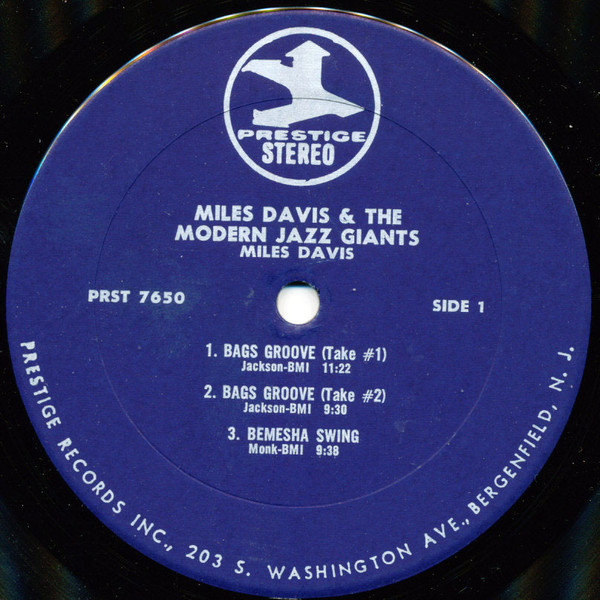 PRESTIGE
STEREO
MILES DAVIS & THE
MODERN JAZZ GIANTS
MILES DAVIS
PRST 7650
SIDE 1
1. BAGS GROOVE (Take #1)
Jackson-BMI 11:22
2. BAGS GROOVE (Take #2)
Jackson-BMI 9:30
3. BEMESHA SWING
Monk-BMI 9:38
PRESTIGE RECORDS INC., 203 S. WASHINGTON AVE., BERGENFIELD, N. J.